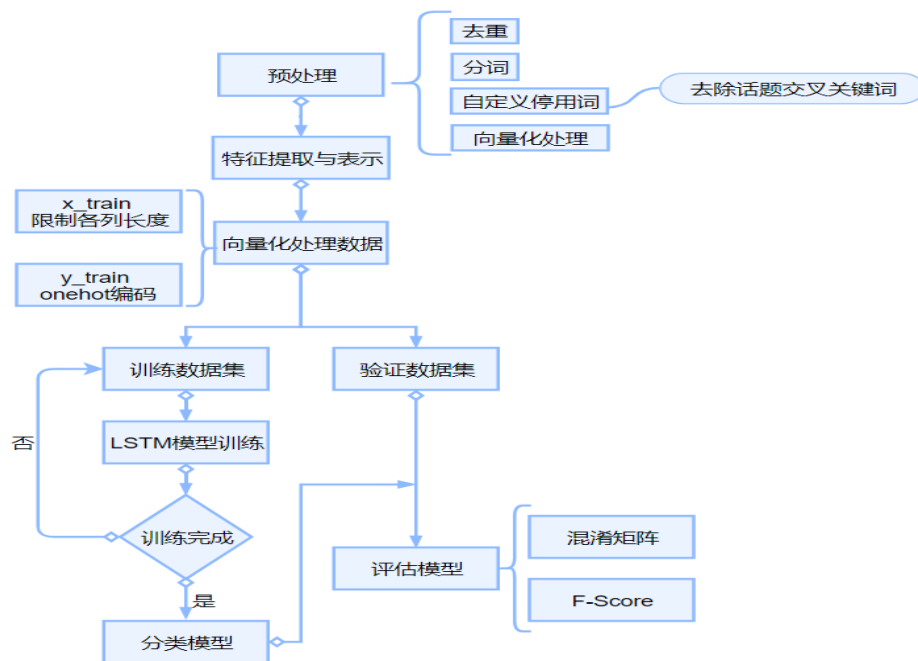 预处理
去重
分词
自定义停用词
去除话题交叉关键词
向量化处理
特征提取与表示
x_train
限制各列长度
向量化处理数据
y_train
onehot编码
训练数据集
验证数据集
否
LSTM模型训练
训练完成
是
分类模型
评估模型
混淆矩阵
F-Score